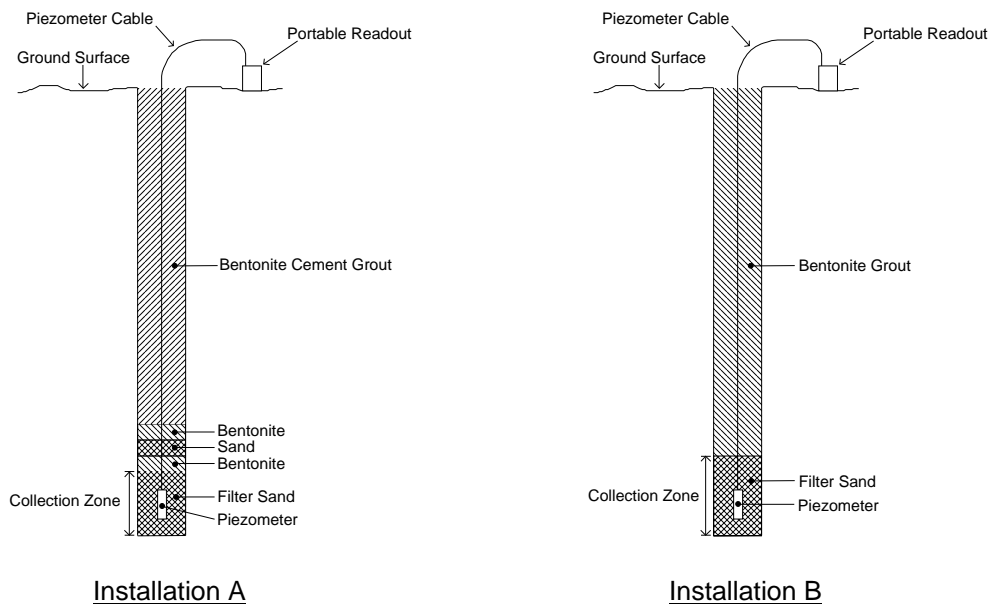 Piezometer Cable
Portable Readout
Ground Surface
Bentonite Cement Grout
Bentonite
Sand
Bentonite
Collection Zone
Filter Sand
Piezometer
Installation A
Piezometer Cable
Portable Readout
Ground Surface
Bentonite Grout
Filter Sand
Collection Zone
Piezometer
Installation B